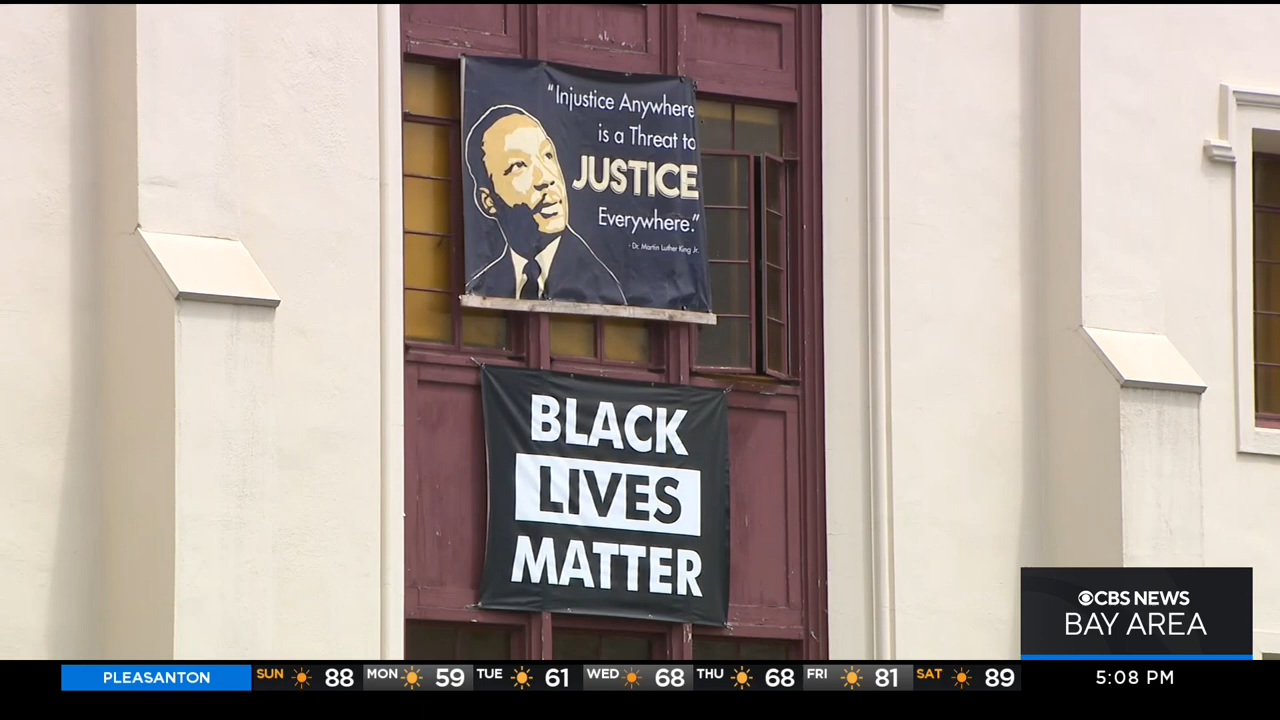 "Injustice Anywhere
is a Threat to
JUSTICE
Everywhere."
- Dr. Martin Luther King Jr.
BLACK
LIVES
MATTER
CBS NEWS
BAY AREA
PLEASANTON SUN 88 MON 59 TUE 61 WED 68 THU 68 FRI 81 SAT 89 5:08 PM